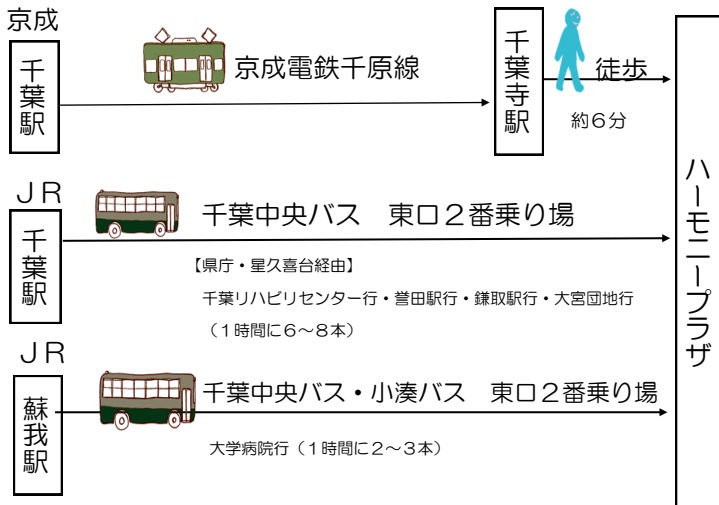 京成
千葉駅
京成電鉄千原線
千葉寺駅
徒歩
約6分
JR
千葉駅
千葉中央バス 東口2番乗り場
【県庁・星久喜台経由】
千葉リハビリセンター行・誉田駅行・鎌取駅行・大宮団地行
(1時間に6~8本)
JR
蘇我駅
千葉中央バス・小湊バス 東口2番乗り場
大学病院行(1時間に2~3本)
ハーモニープラザ